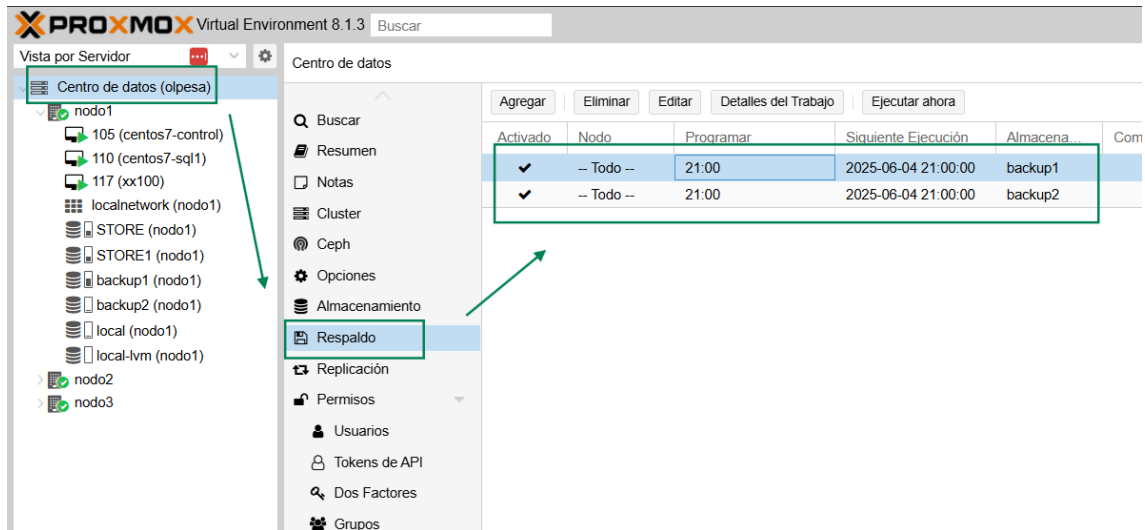 PROXMOX Virtual Environment 8.1.3 Buscar
Vista por Servidor
Centro de datos (olpesa)
nodo1
105 (centos7-control)
110 (centos7-sql1)
117 (xx100)
localnetwork (nodo1)
STORE (nodo1)
STORE1 (nodo1)
backup1 (nodo1)
backup2 (nodo1)
local (nodo1)
local-lvm (nodo1)
nodo2
nodo3
Centro de datos
Buscar
Resumen
Notas
Cluster
Ceph
Opciones
Almacenamiento
Respaldo
Replicación
Permisos
Usuarios
Tokens de API
Dos Factores
Grupos
Agregar Eliminar Editar Detalles del Trabajo Ejecutar ahora
Activado Nodo Programar Siguiente Ejecución Almacena... Com
-- Todo -- 21:00 2025-06-04 21:00:00 backup1
-- Todo -- 21:00 2025-06-04 21:00:00 backup2